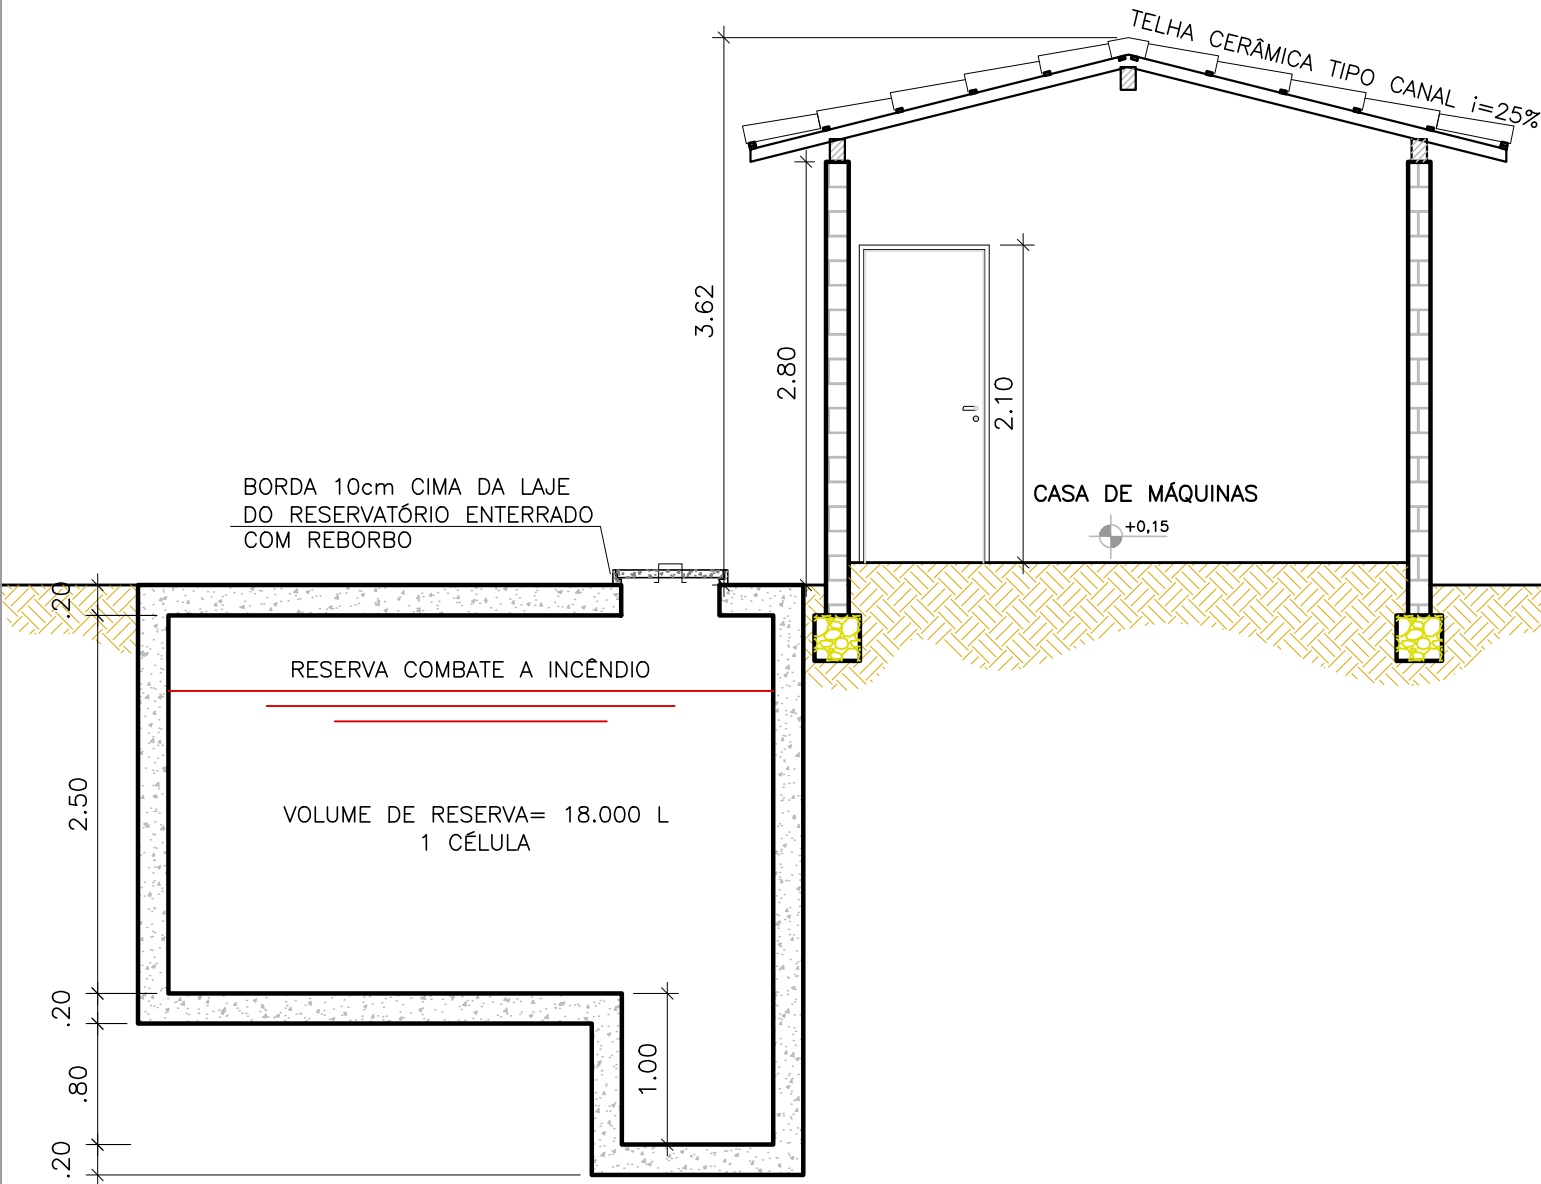 TELHA CERÂMICA TIPO CANAL i=25%
3.62
2.80
2.10
BORDA 10cm CIMA DA LAJE
DO RESERVATÓRIO ENTERRADO
COM REBORBO
CASA DE MÁQUINAS
+0,15
.20
RESERVA COMBATE A INCÊNDIO
2.50
VOLUME DE RESERVA= 18.000 L
1 CÉLULA
.20
1.00
.80
.20